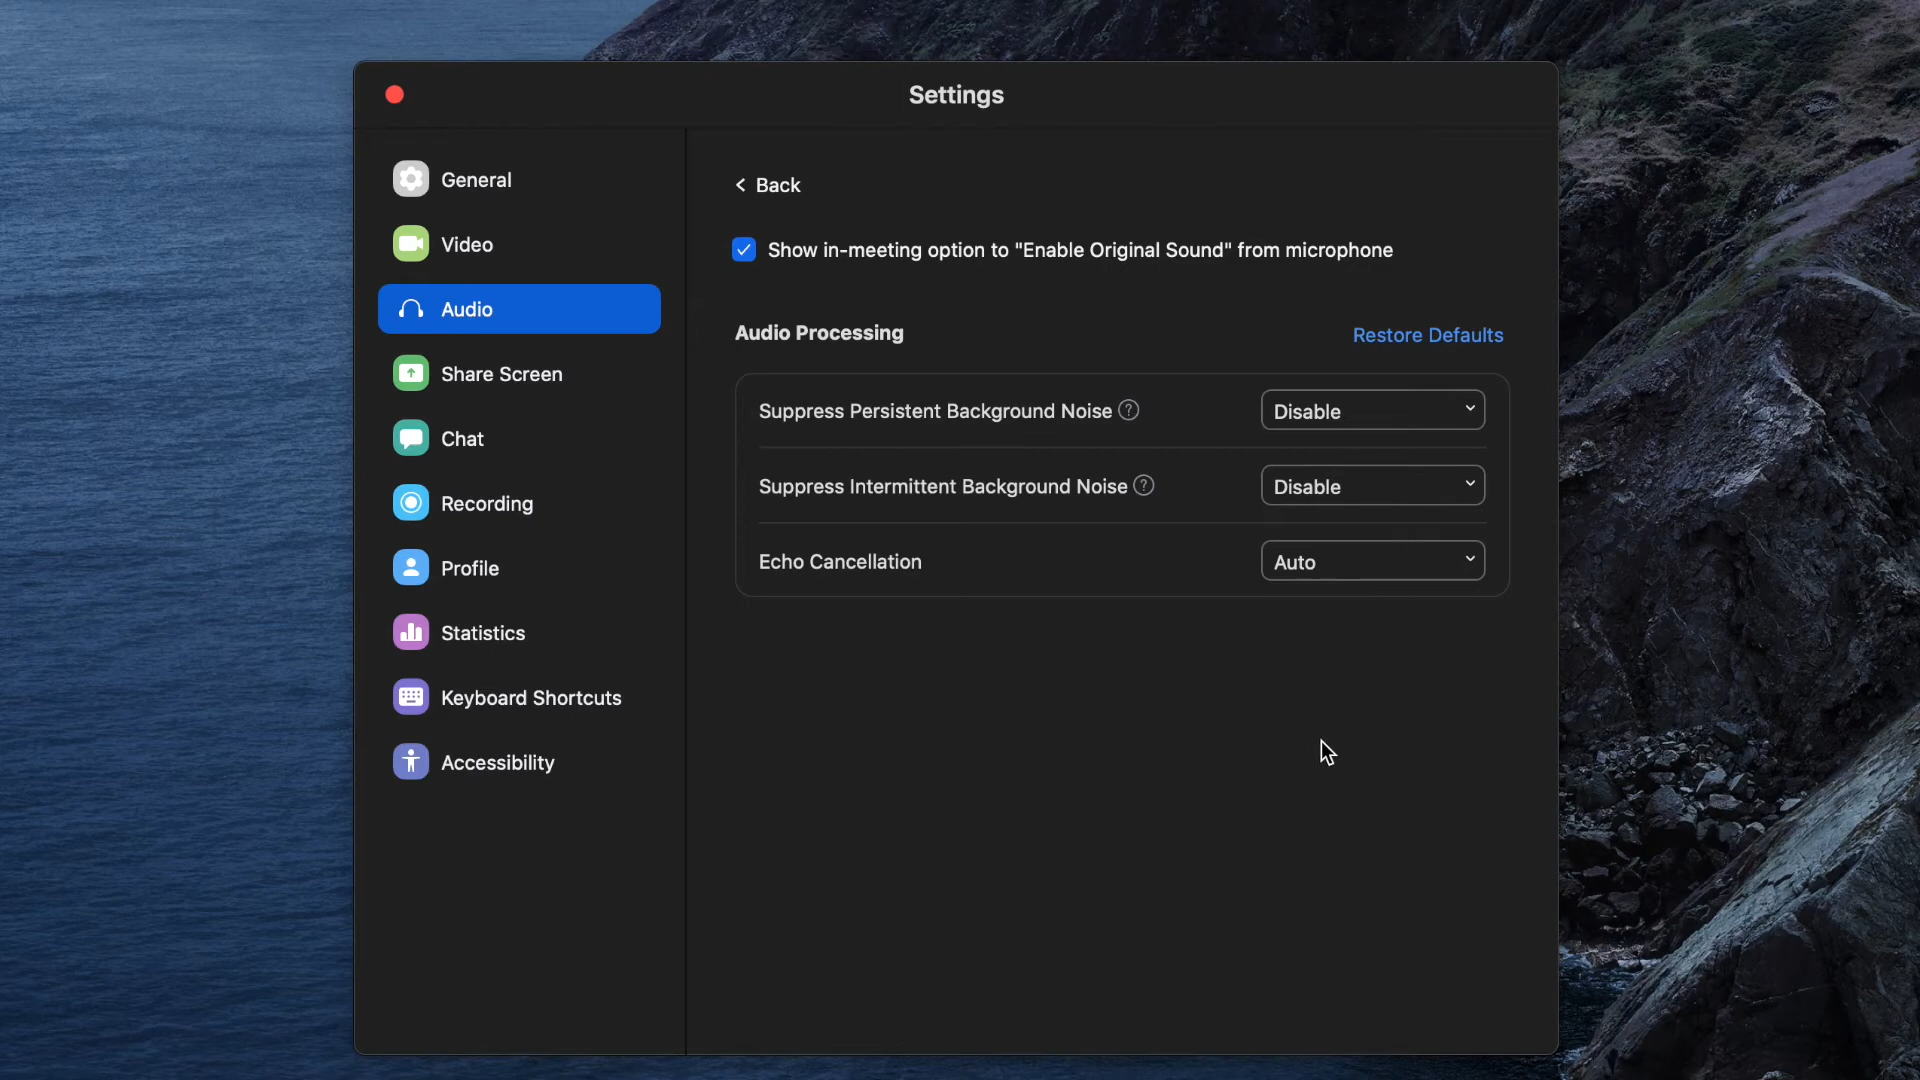 Settings
General
Video
Audio
Share Screen
Chat
Recording
Profile
Statistics
Keyboard Shortcuts
Accessibility
< Back
Show in-meeting option to "Enable Original Sound" from microphone
Audio Processing
Restore Defaults
Suppress Persistent Background Noise ? Disable
Suppress Intermittent Background Noise ? Disable
Echo Cancellation Auto